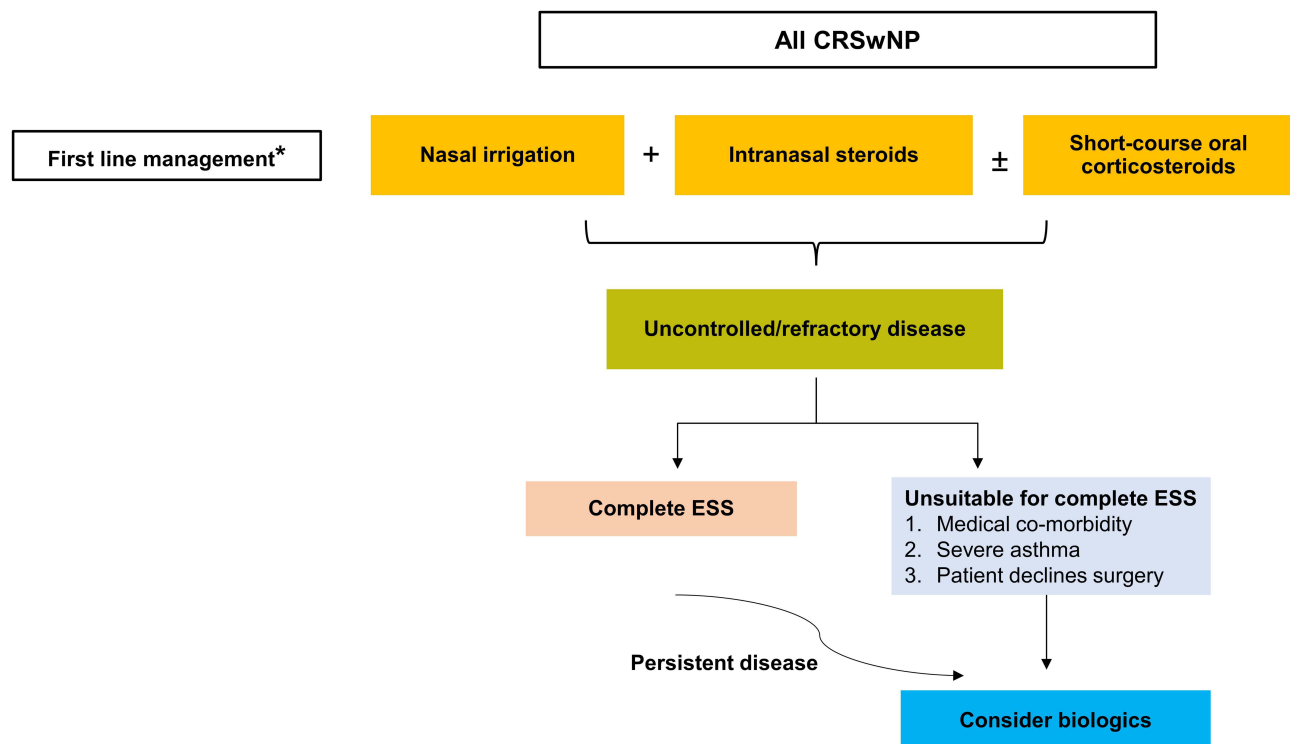 All CRSwNP
First line management*
Nasal irrigation
+
Intranasal steroids
±
Short-course oral
corticosteroids
Uncontrolled/refractory disease
Complete ESS
Unsuitable for complete ESS
1. Medical co-morbidity
2. Severe asthma
3. Patient declines surgery
Persistent disease
Consider biologics